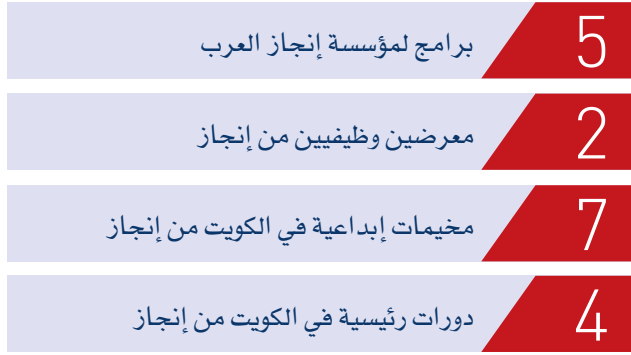 5 برامج لمؤسسة إنجاز العرب
2 معرضين وظيفيين من إنجاز
7 مخيمات إبداعية في الكويت من إنجاز
4 دورات رئيسية في الكويت من إنجاز